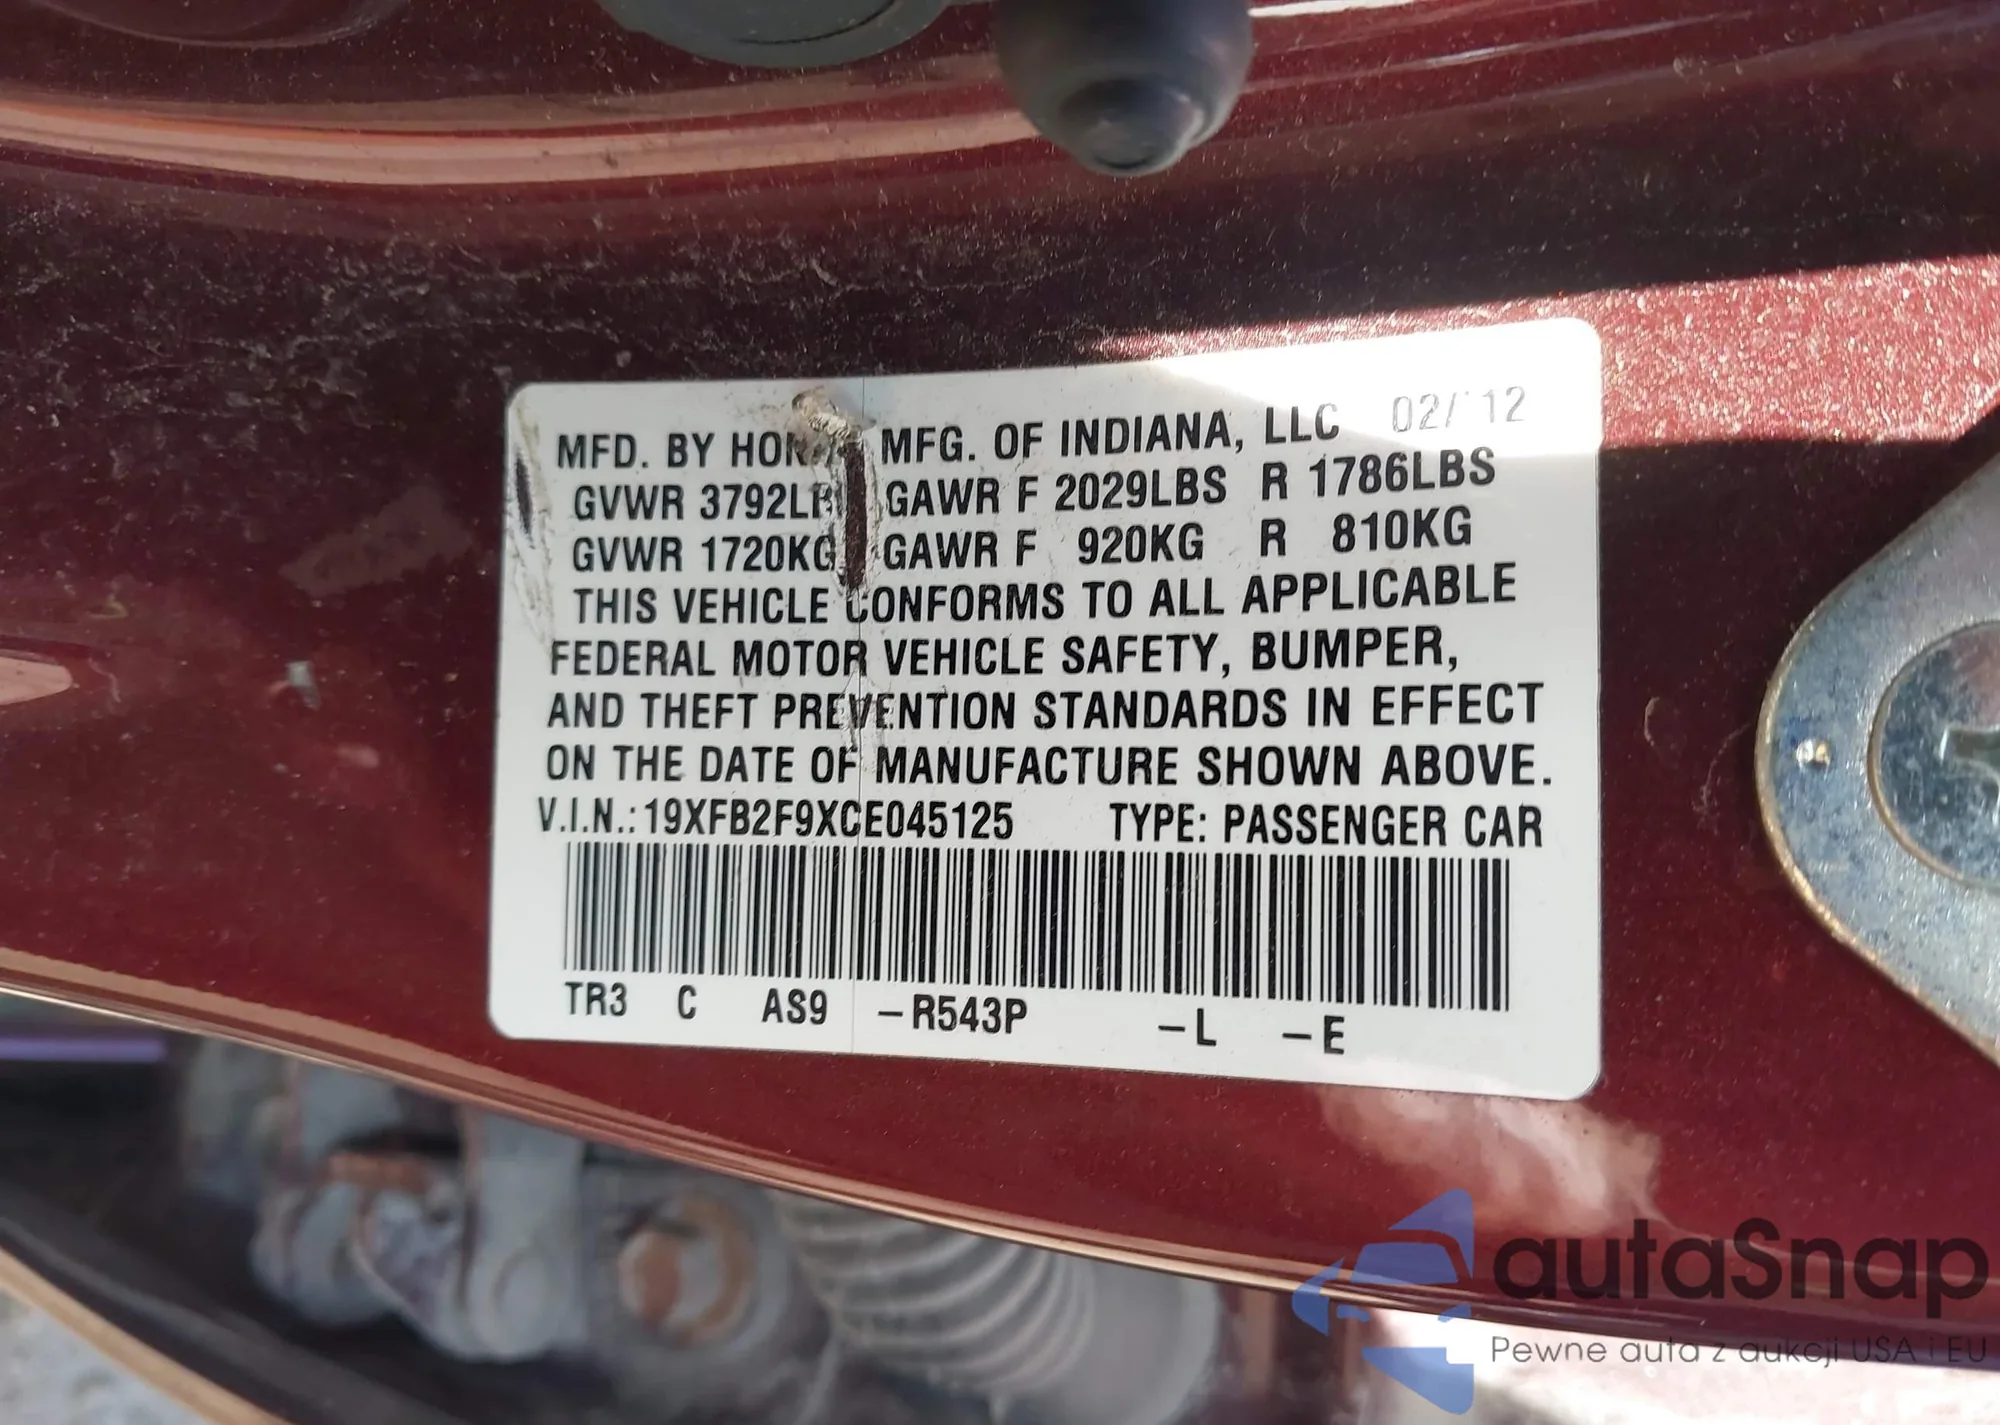 MFD. BY HONDA MFG. OF INDIANA, LLC 02/12
GVWR 3792LB GAWR F 2029LBS R 1786LBS
GVWR 1720KG GAWR F 920KG R 810KG
THIS VEHICLE CONFORMS TO ALL APPLICABLE
FEDERAL MOTOR VEHICLE SAFETY, BUMPER,
AND THEFT PREVENTION STANDARDS IN EFFECT
ON THE DATE OF MANUFACTURE SHOWN ABOVE.
V.I.N.: 19XFB2F9XCE045125 TYPE: PASSENGER CAR
TR3 C AS9 -R543P -L -E
autaSnap
Pewne auta z aukcji USA i EU